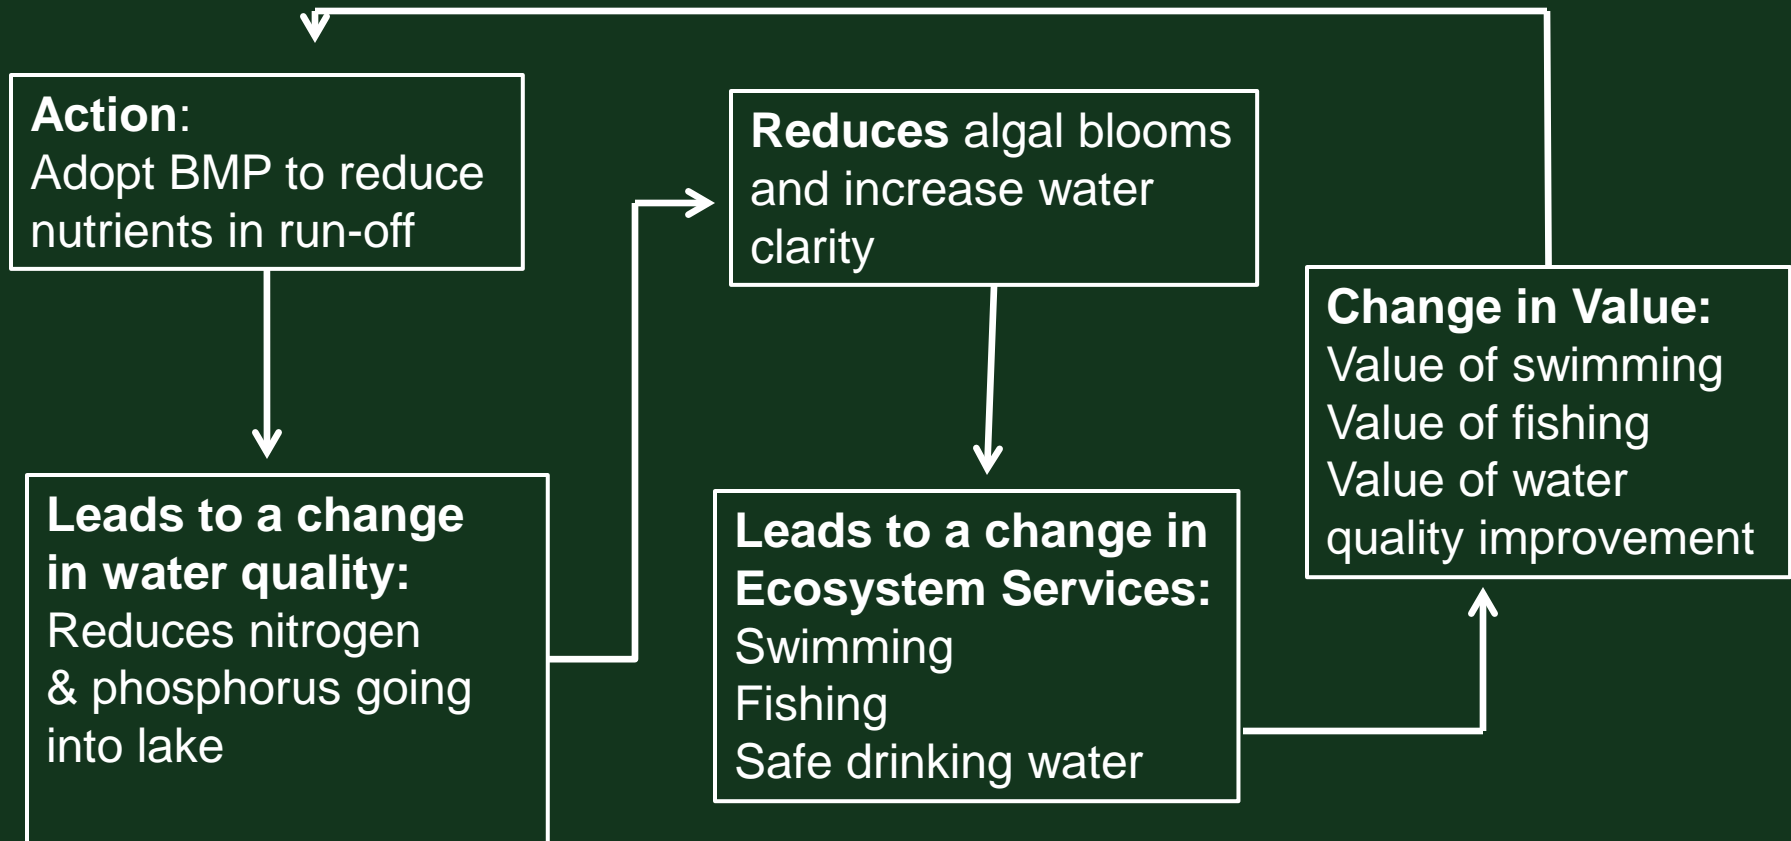 Action:
Adopt BMP to reduce
nutrients in run-off
Leads to a change
in water quality:
Reduces nitrogen
& phosphorus going
into lake
Reduces algal blooms
and increase water
clarity
Leads to a change in
Ecosystem Services:
Swimming
Fishing
Safe drinking water
Change in Value:
Value of swimming
Value of fishing
Value of water
quality improvement